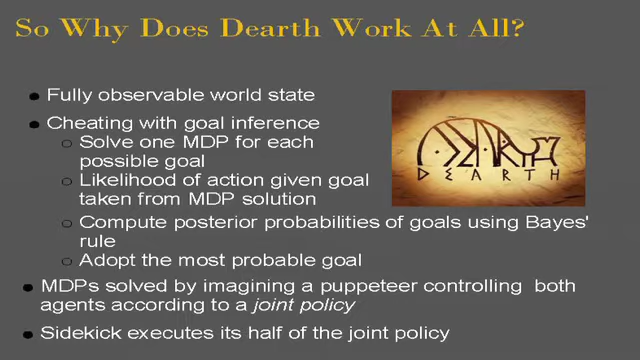 So Why Does Dearth Work At All?
Fully observable world state
Cheating with goal inference
Solve one MDP for each
possible goal
Likelihood of action given goal
taken from MDP solution
Compute posterior probabilities of goals using Bayes'
rule
Adopt the most probable goal
MDPs solved by imagining a puppeteer controlling both
agents according to a joint policy
Sidekick executes its half of the joint policy
DEARTH